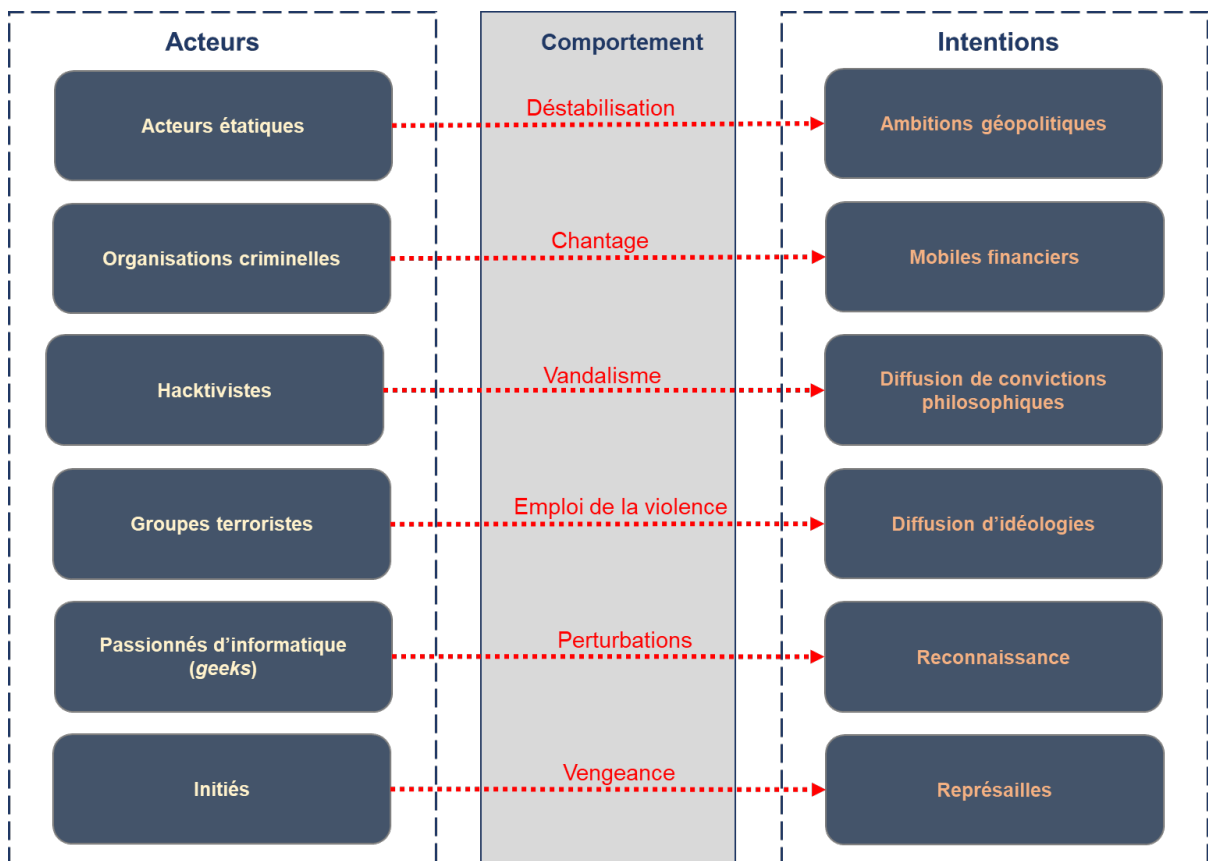 Acteurs
Comportement
Intentions
Acteurs étatiques
Déstabilisation
Ambitions géopolitiques
Organisations criminelles
Chantage
Mobiles financiers
Hacktivistes
Vandalisme
Diffusion de convictions
philosophiques
Groupes terroristes
Emploi de la violence
Diffusion d’idéologies
Passionnés d’informatique
(geeks)
Perturbations
Reconnaissance
Initiés
Vengeance
Représailles